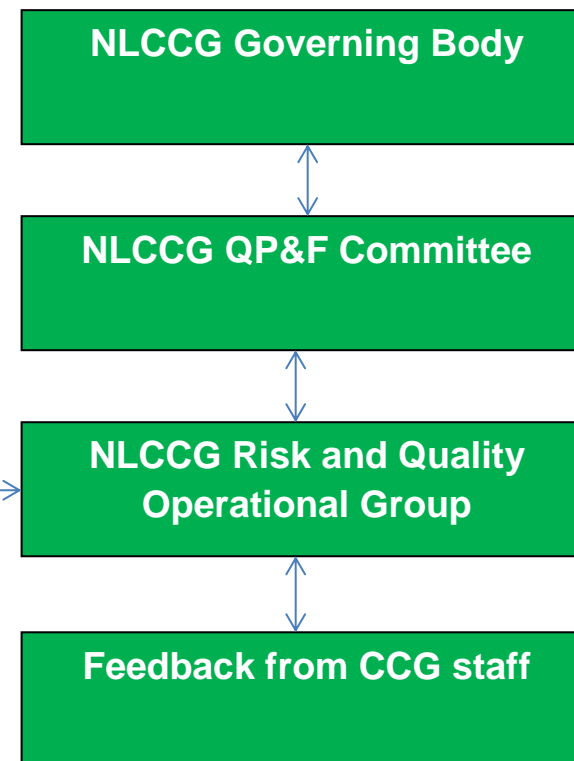 NLCCG Governing Body
NLCCG QP&F Committee
NLCCG Risk and Quality
Operational Group
Feedback from CCG staff